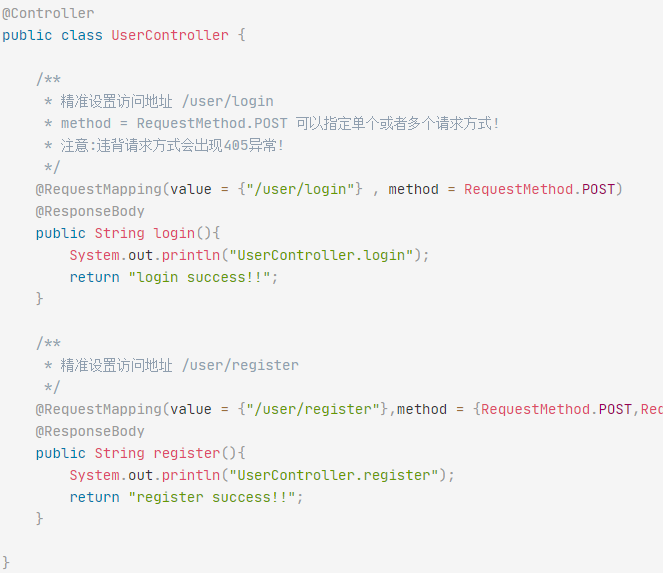 @Controller
public class UserController {
/**
* 精准设置访问地址 /user/login
* method = RequestMethod.POST 可以指定单个或者多个请求方式!
* 注意:违背请求方式会出现405异常!
*/
@RequestMapping(value = {"/user/login"} , method = RequestMethod.POST)
@ResponseBody
public String login(){
System.out.println("UserController.login");
return "login success!!";
}
/**
* 精准设置访问地址 /user/register
*/
@RequestMapping(value = {"/user/register"},method = {RequestMethod.POST,Req
@ResponseBody
public String register(){
System.out.println("UserController.register");
return "register success!!";
}
}